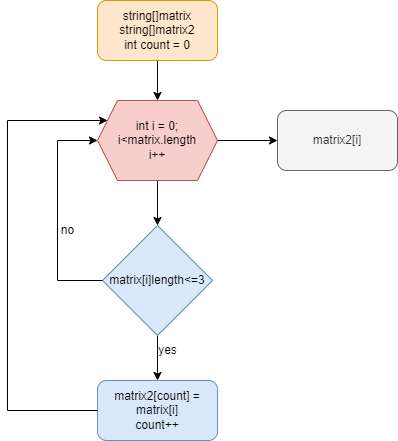 string[]matrix
string[]matrix2
int count = 0
int i = 0;
i<matrix.length
i++
matrix2[i]
no
matrix[i]length<=3
yes
matrix2[count] =
matrix[i]
count++